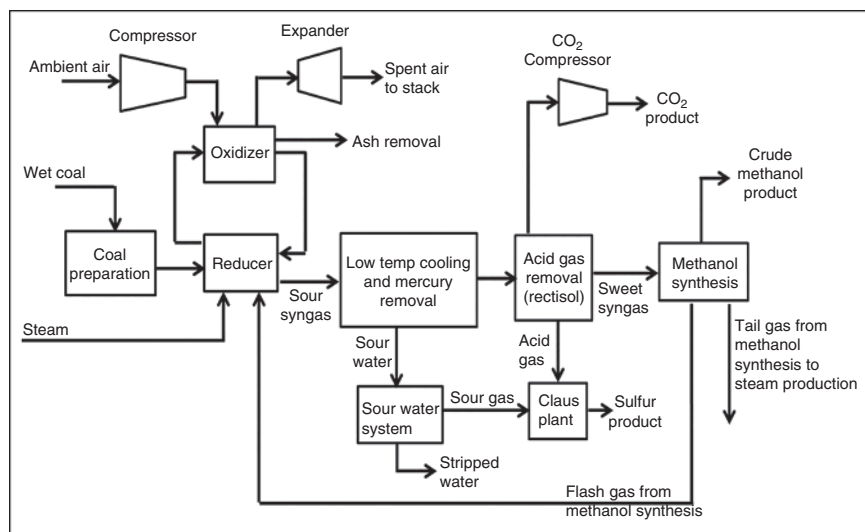 Compressor
Expander
CO2
Compressor
Ambient air
Spent air
to stack
CO2
product
Oxidizer
Ash removal
Crude
methanol
product
Wet coal
Coal
preparation
Reducer
Low temp cooling
and mercury
removal
Acid gas
removal
(rectisol)
Methanol
synthesis
Sour
syngas
Sweet
syngas
Steam
Sour
water
Acid
gas
Tail gas from
methanol
synthesis to
steam production
Sour water
system
Sour gas
Claus
plant
Sulfur
product
Stripped
water
Flash gas from
methanol synthesis